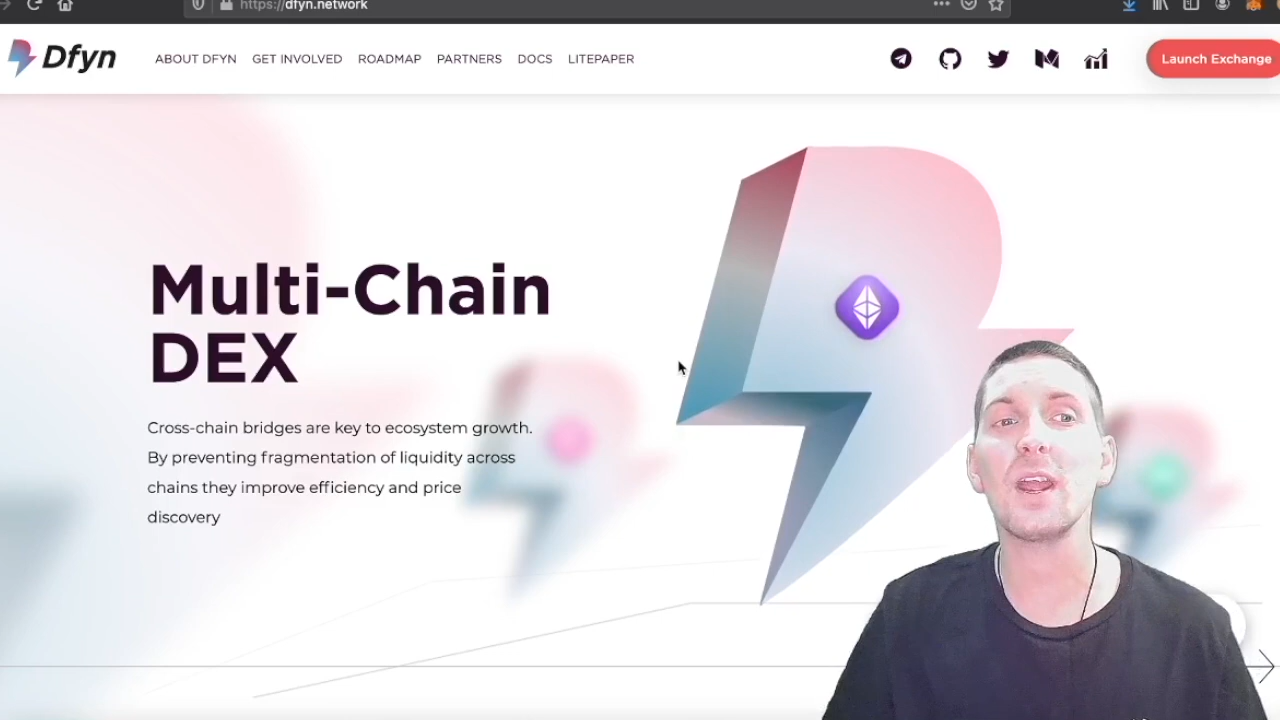 https://dfyn.network
Dfyn
ABOUT DFYN GET INVOLVED ROADMAP PARTNERS DOCS LITEPAPER
Launch Exchange
Multi-Chain
DEX
Cross-chain bridges are key to ecosystem growth.
By preventing fragmentation of liquidity across
chains they improve efficiency and price
discovery